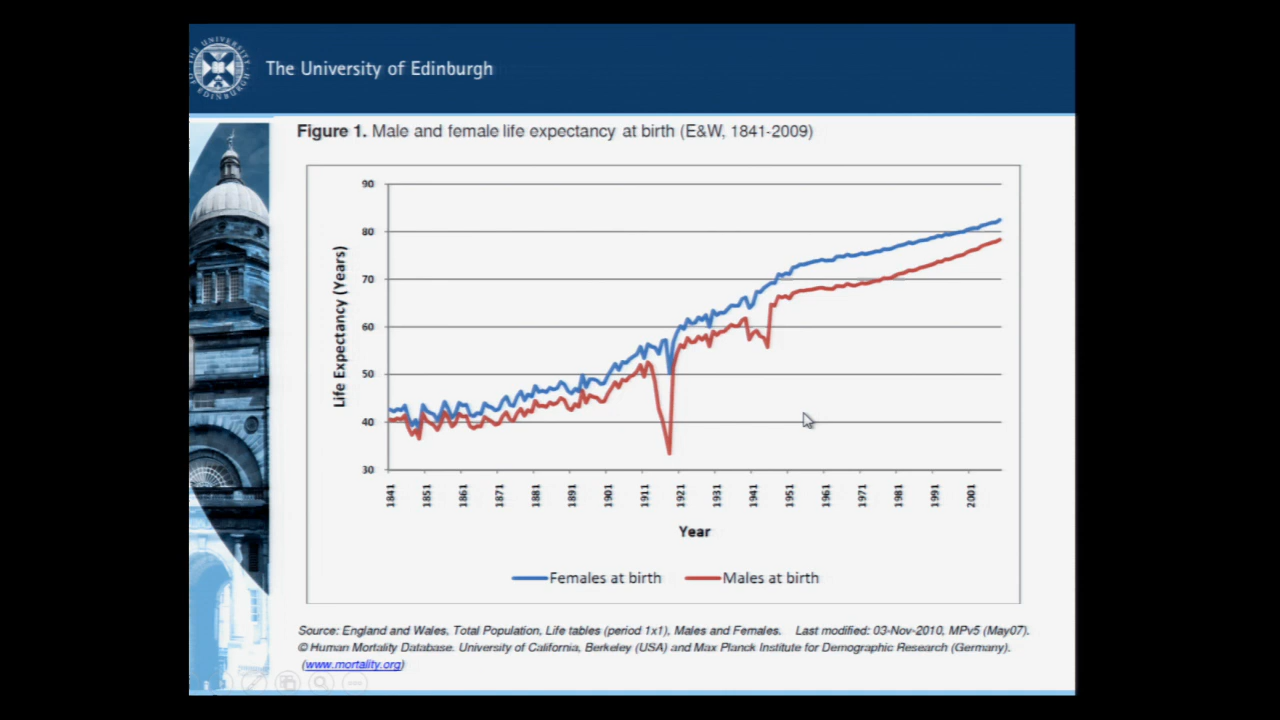 The University of Edinburgh
Figure 1. Male and female life expectancy at birth (E&W, 1841-2009)
90
80
70
60
50
40
30
Life Expectancy (Years)
1841 1851 1861 1871 1881 1891 1901 1911 1921 1931 1941 1951 1961 1971 1981 1991 2001
Year
Females at birth Males at birth
Source: England and Wales, Total Population, Life tables (period 1x1), Males and Females. Last modified: 03-Nov-2010, MPv5 (May07).
© Human Mortality Database. University of California, Berkeley (USA) and Max Planck Institute for Demographic Research (Germany).
(www.mortality.org)